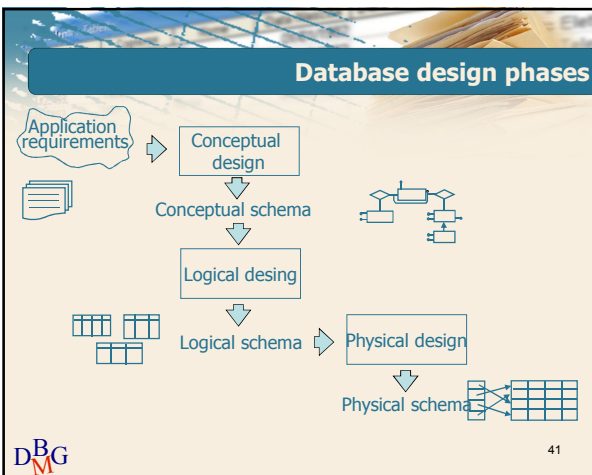 Database design phases
Application
requirements
Conceptual
design
Conceptual schema
Logical desing
Logical schema
Physical design
Physical schema
DBMG
41